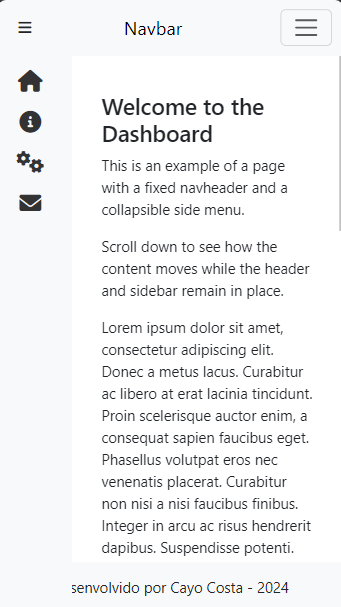 Navbar
Welcome to the
Dashboard
This is an example of a page
with a fixed navheader and a
collapsible side menu.
Scroll down to see how the
content moves while the header
and sidebar remain in place.
Lorem ipsum dolor sit amet,
consectetur adipiscing elit.
Donec a metus lacus. Curabitur
ac libero at erat lacinia tincidunt.
Proin scelerisque auctor enim, a
consequat sapien faucibus eget.
Phasellus volutpat eros nec
venenatis placerat. Curabitur
non nisi a nisi faucibus finibus.
Integer in arcu ac risus hendrerit
dapibus. Suspendisse potenti.
senvolvido por Cayo Costa - 2024